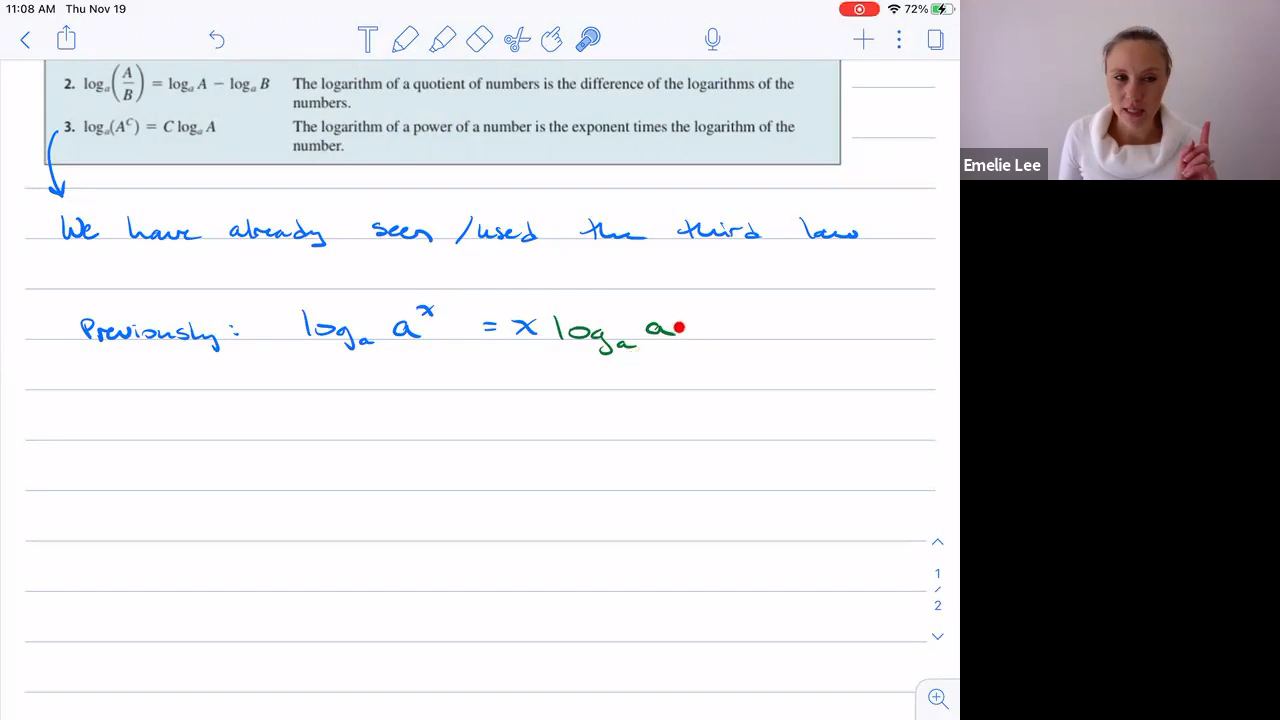 11:08 AM Thu Nov 19
72%
2. logₐ(A/B) = logₐ A − logₐ B The logarithm of a quotient of numbers is the difference of the logarithms of the
numbers.
3. logₐ(A^C) = C logₐ A The logarithm of a power of a number is the exponent times the logarithm of the
number.
Emelie Lee
We have already seen /used the third law
Previously: logₐ a^x = x logₐ a
1
/
2